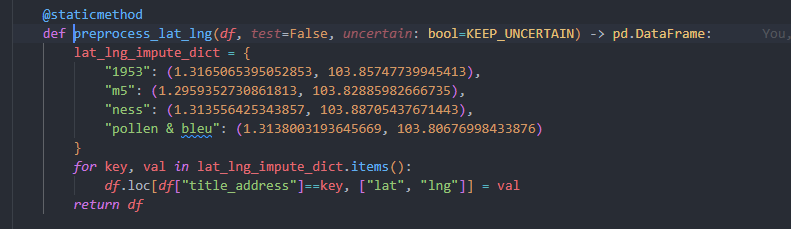 @staticmethod
def preprocess_lat_lng(df, test=False, uncertain: bool=KEEP_UNCERTAIN) -> pd.DataFrame: You,
lat_lng_impute_dict = {
"1953": (1.3165065395052853, 103.85747739945413),
"m5": (1.2959352730861813, 103.82885982666735),
"ness": (1.313556425343857, 103.88705437671443),
"pollen & bleu": (1.3138003193645669, 103.80676998433876)
}
for key, val in lat_lng_impute_dict.items():
df.loc[df["title_address"]==key, ["lat", "lng"]] = val
return df